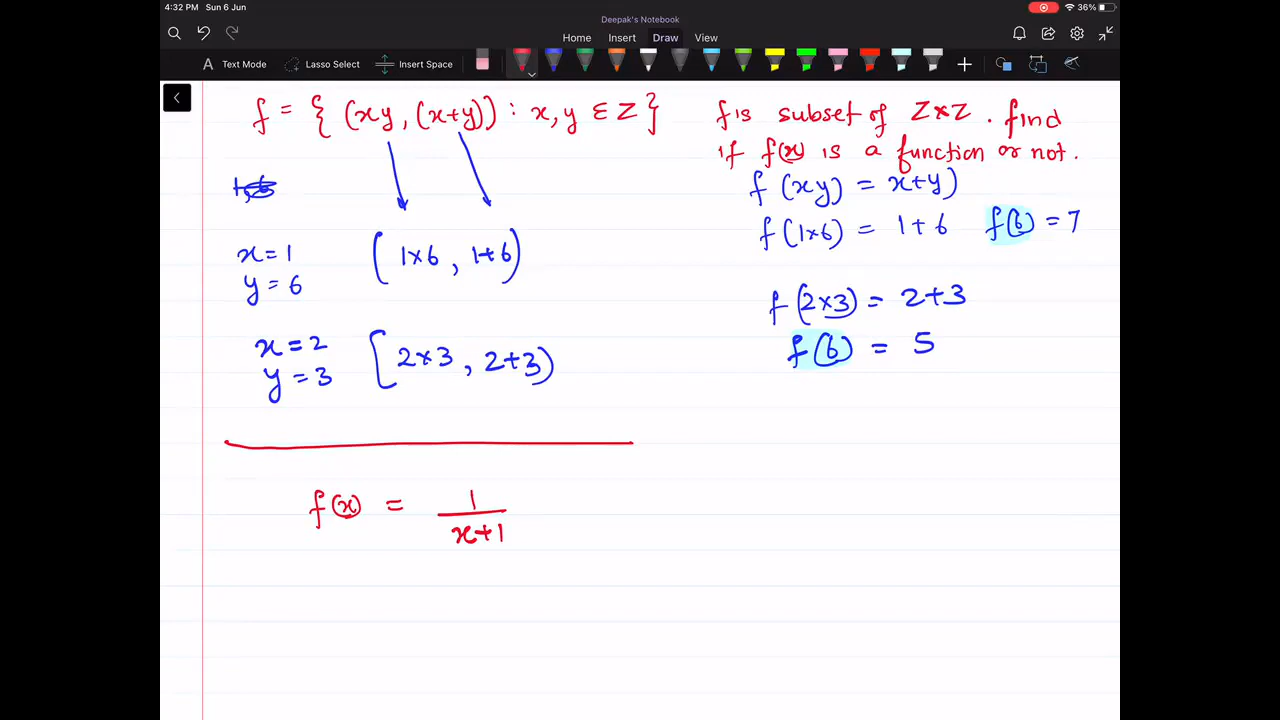 4:32 PM Sun 6 Jun
36%
Deepak's Notebook
Home Insert Draw View
A Text Mode Lasso Select Insert Space
f = { (xy, (x+y)) : x, y ∈ Z }
f is subset of Z×Z. find
if f(x) is a function or not.
f(xy) = x+y)
x=1
y=6
(1×6, 1+6)
f(1×6) = 1+6 f(6) = 7
f(2×3) = 2+3
x=2
y=3
[2×3, 2+3)
f(6) = 5
f(x) = 1/(x+1)